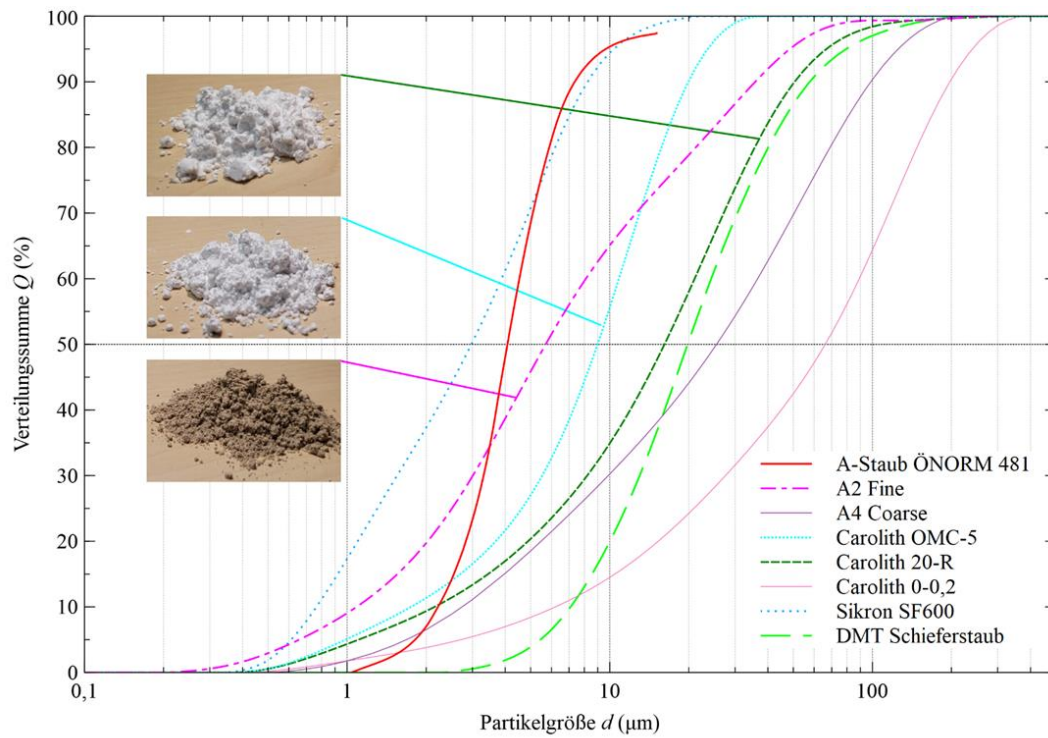 Verteilungssumme Q (%)
100
90
80
70
60
50
40
30
20
10
0
0,1
1
10
100
Partikelgröße d (μm)
A-Staub ÖNORM 481
A2 Fine
A4 Coarse
Carolith OMC-5
Carolith 20-R
Carolith 0-0,2
Sikron SF600
DMT Schieferstaub